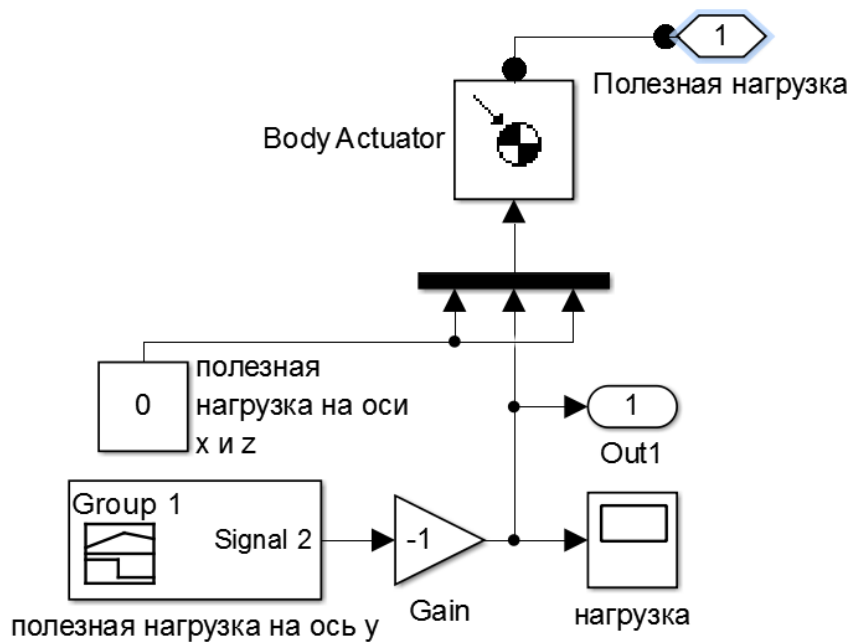 1
Полезная нагрузка
Body Actuator
0
полезная
нагрузка на оси
x и z
1
Out1
Group 1
Signal 2
-1
Gain
полезная нагрузка на ось y
нагрузка